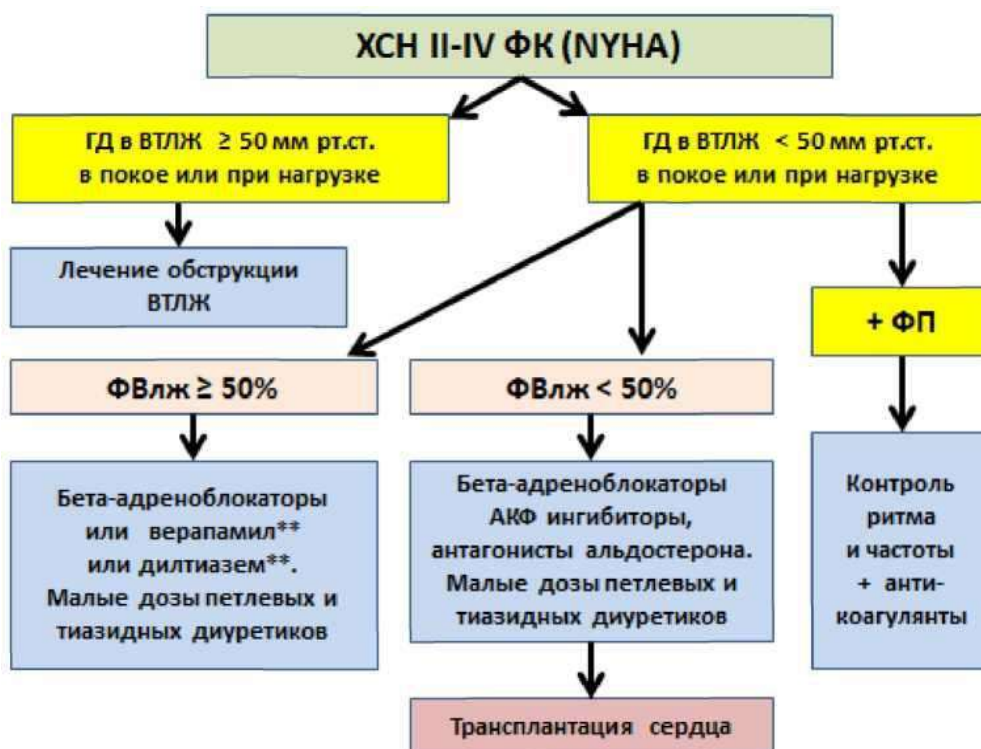 ХСН II-IV ФК (NYHA)
ГД в ВТЛЖ ≥ 50 мм рт.ст.
в покое или при нагрузке
ГД в ВТЛЖ < 50 мм рт.ст.
в покое или при нагрузке
Лечение обструкции
ВТЛЖ
+ ФП
ФВлж ≥ 50%
ФВлж < 50%
Бета-адреноблокаторы
или верапамил**
или дилтиазем**.
Малые дозы петлевых и
тиазидных диуретиков
Бета-адреноблокаторы
АКФ ингибиторы,
антагонисты альдостерона.
Малые дозы петлевых и
тиазидных диуретиков
Контроль
ритма
и частоты
+ анти-
коагулянты
Трансплантация сердца